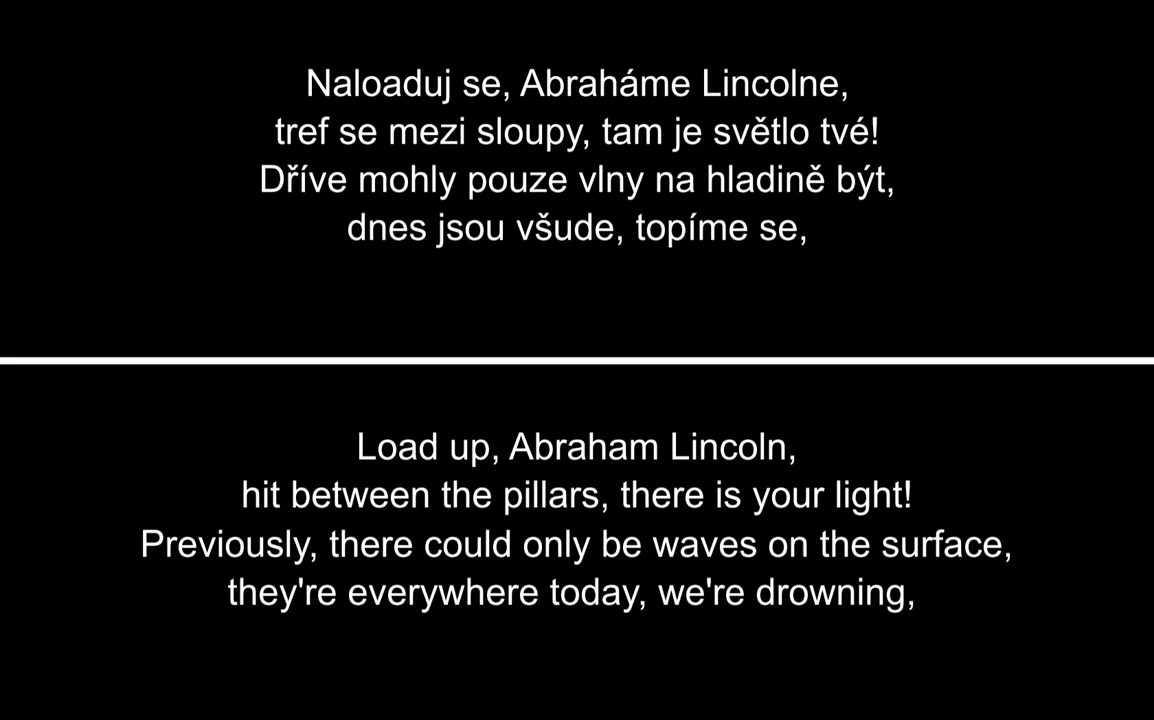 Naloaduj se, Abraháme Lincolne,
tref se mezi sloupy, tam je světlo tvé!
Dříve mohly pouze vlny na hladině být,
dnes jsou všude, topíme se,
Load up, Abraham Lincoln,
hit between the pillars, there is your light!
Previously, there could only be waves on the surface,
they're everywhere today, we're drowning,